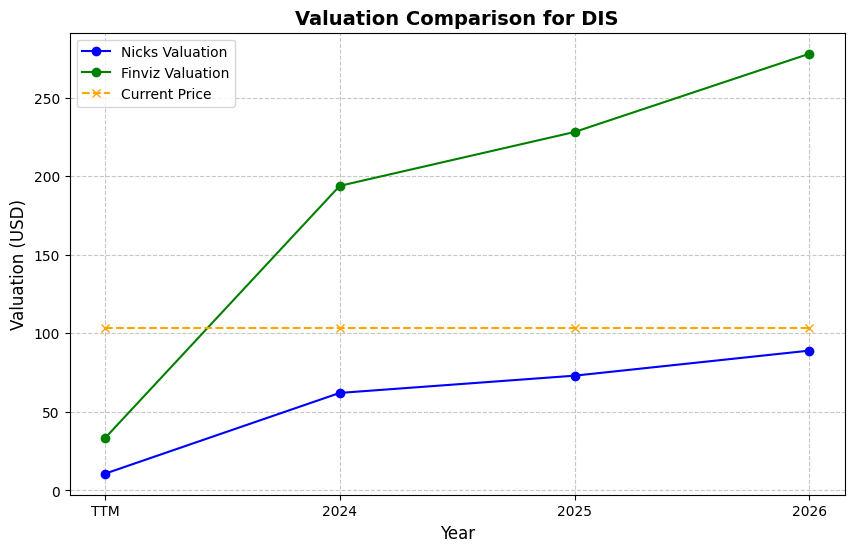 Valuation Comparison for DIS
Nicks Valuation
Finviz Valuation
Current Price
Valuation (USD)
250
200
150
100
50
0
TTM 2024 2025 2026
Year